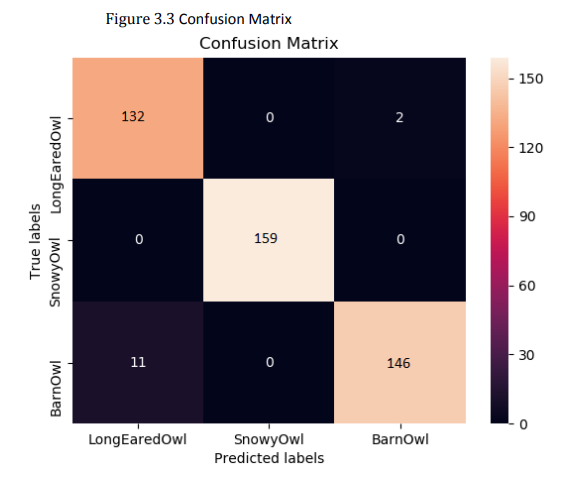 Figure 3.3 Confusion Matrix
Confusion Matrix
True labels
LongEaredOwl
132 0 2
SnowyOwl
0 159 0
BarnOwl
11 0 146
LongEaredOwl SnowyOwl BarnOwl
Predicted labels
150
120
90
60
30
0